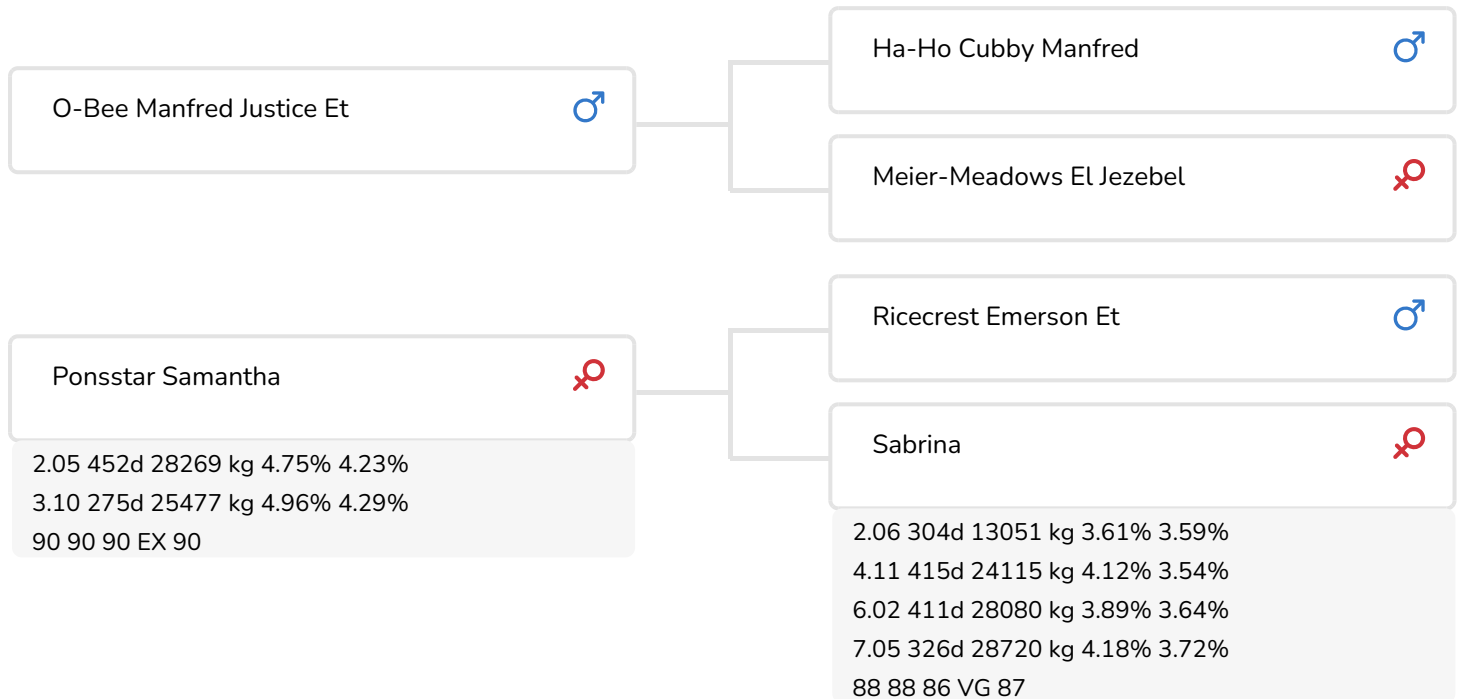 O-Bee Manfred Justice Et
Ha-Ho Cubby Manfred
Meier-Meadows El Jezebel
Ponsstar Samantha
2.05 452d 28269 kg 4.75% 4.23%
3.10 275d 25477 kg 4.96% 4.29%
90 90 90 EX 90
Ricecrest Emerson Et
Sabrina
2.06 304d 13051 kg 3.61% 3.59%
4.11 415d 24115 kg 4.12% 3.54%
6.02 411d 28080 kg 3.89% 3.64%
7.05 326d 28720 kg 4.18% 3.72%
88 88 86 VG 87